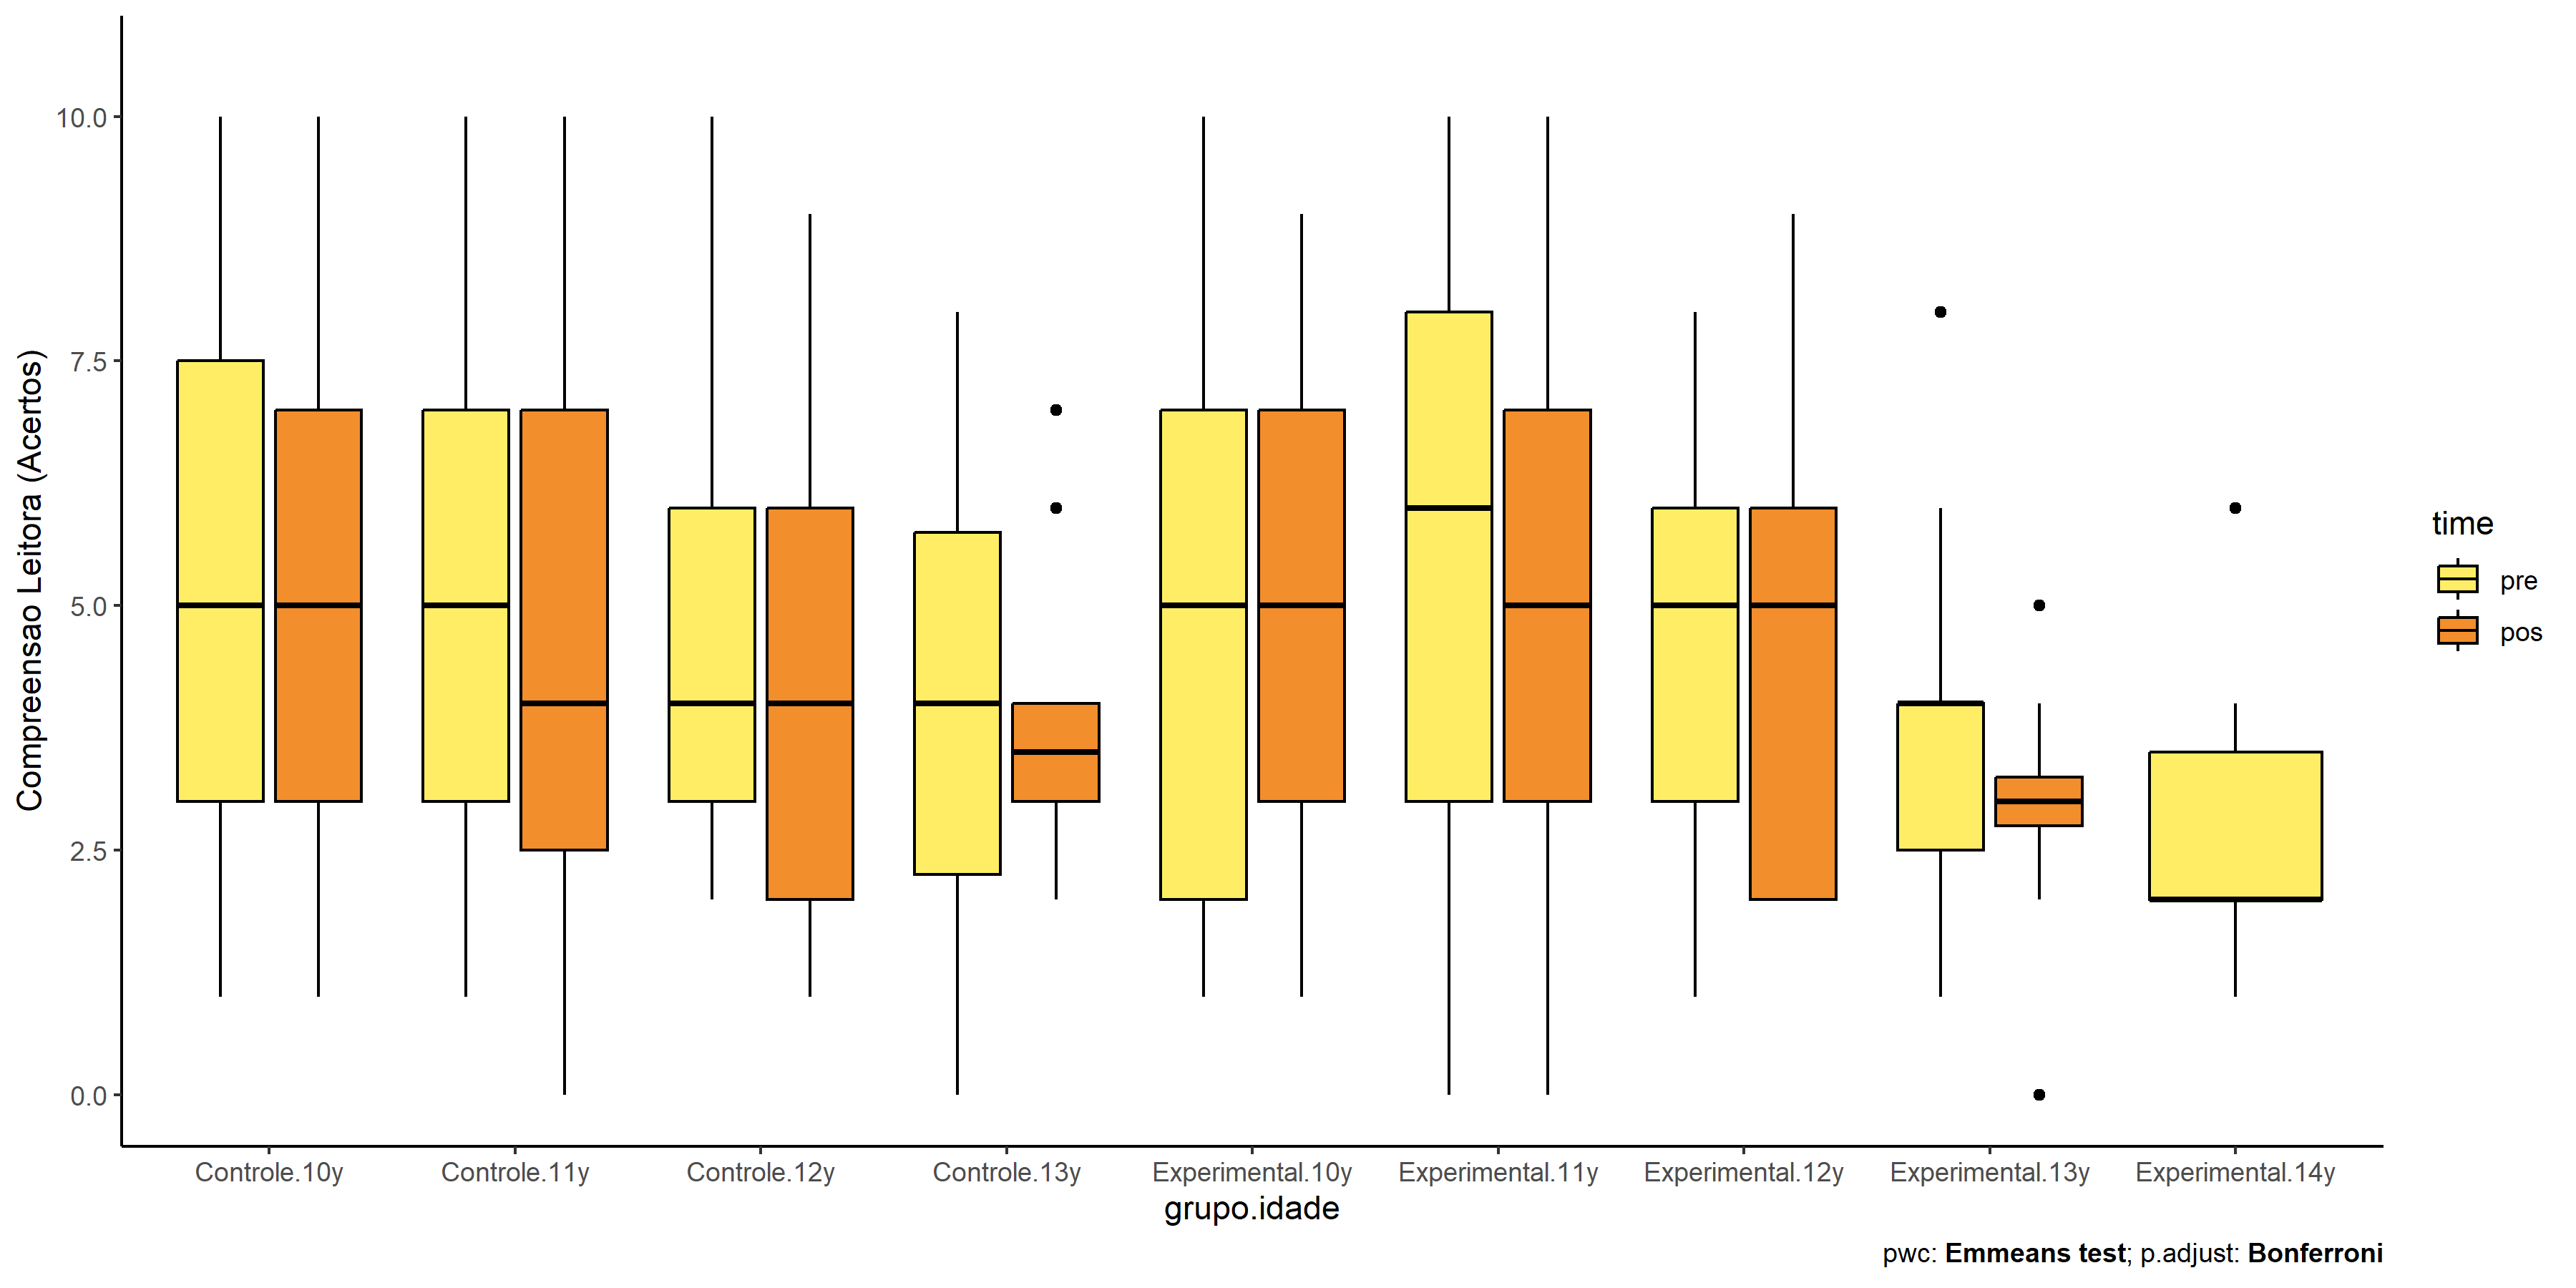 Compreensao Leitora (Acertos)
10.0
7.5
5.0
2.5
0.0
Controle.10y Controle.11y Controle.12y Controle.13y Experimental.10y Experimental.11y Experimental.12y Experimental.13y Experimental.14y
grupo.idade
time
pre
pos
pwc: Emmeans test; p.adjust: Bonferroni